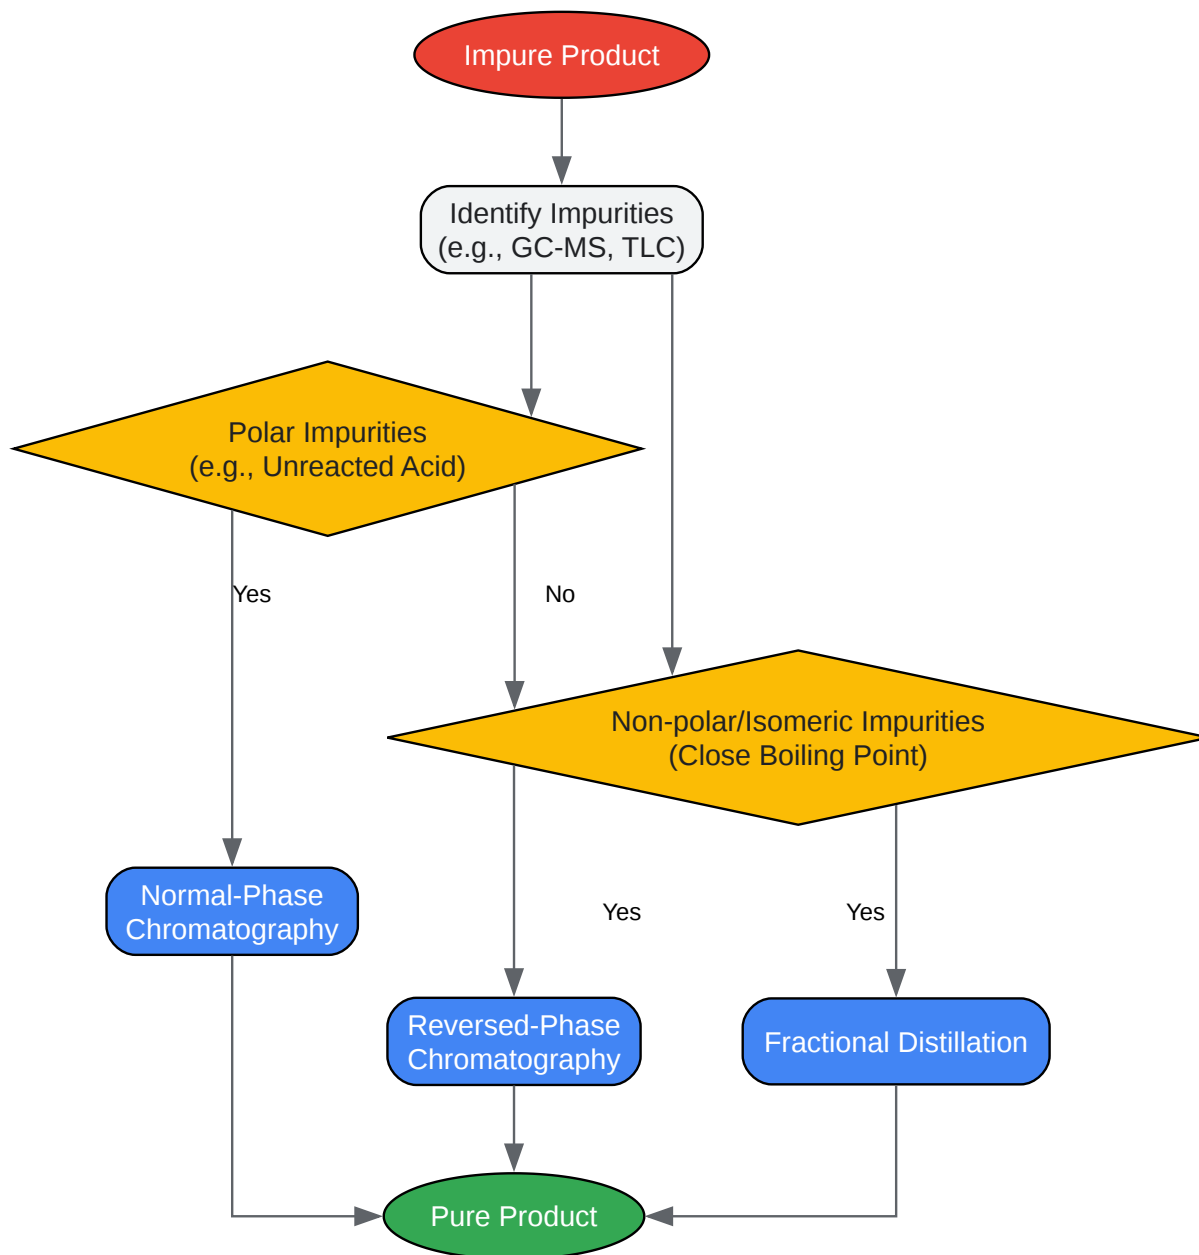 Impure Product
Identify Impurities
(e.g., GC-MS, TLC)
Polar Impurities
(e.g., Unreacted Acid)
Yes
No
Non-polar/Isomeric Impurities
(Close Boiling Point)
Normal-Phase
Chromatography
Yes
Yes
Reversed-Phase
Chromatography
Fractional Distillation
Pure Product